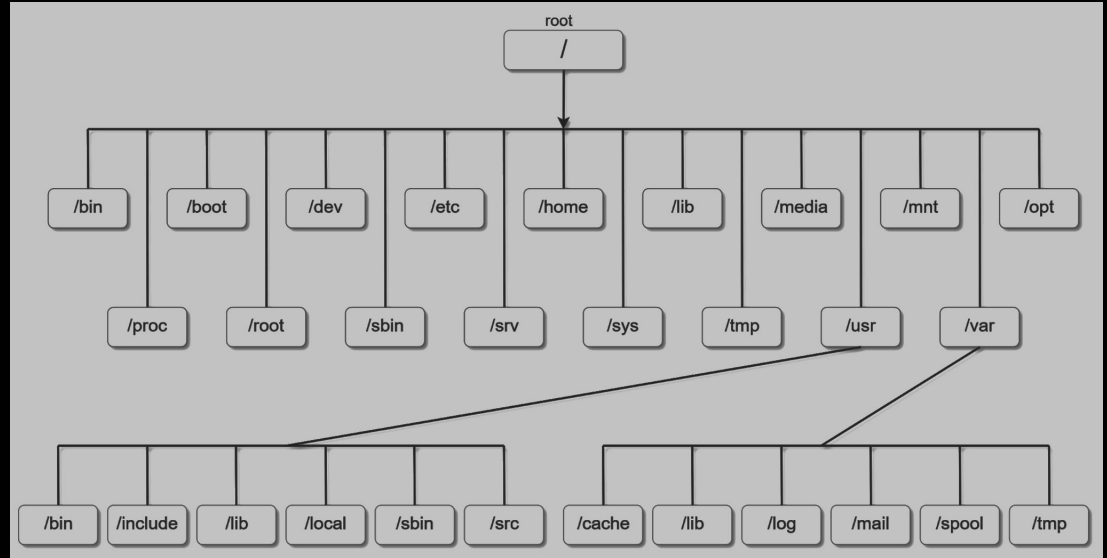 root
/
/bin
/boot
/dev
/etc
/home
/lib
/media
/mnt
/opt
/proc
/root
/sbin
/srv
/sys
/tmp
/usr
/var
/bin
/include
/lib
/local
/sbin
/src
/cache
/lib
/log
/mail
/spool
/tmp